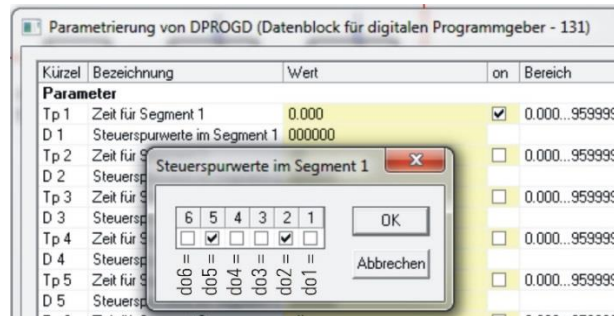 Parametrierung von DPROGD (Datenblock für digitalen Programmgeber - 131)
Kürzel Bezeichnung Wert on Bereich
Parameter
Tp 1 Zeit für Segment 1 0.000 0.000...959999
D 1 Steuerspurwerte im Segment 1 000000
Tp 2 Zeit für S 0.000...959999
D 2 Steuersp
Tp 3 Zeit für S 0.000...959999
D 3 Steuersp
Tp 4 Zeit für S 0.000...959999
D 4 Steuersp
Tp 5 Zeit für S 0.000...959999
D 5 Steuersp
Steuerspurwerte im Segment 1
6 5 4 3 2 1
do6 = do5 = do4 = do3 = do2 = do1 =
OK
Abbrechen